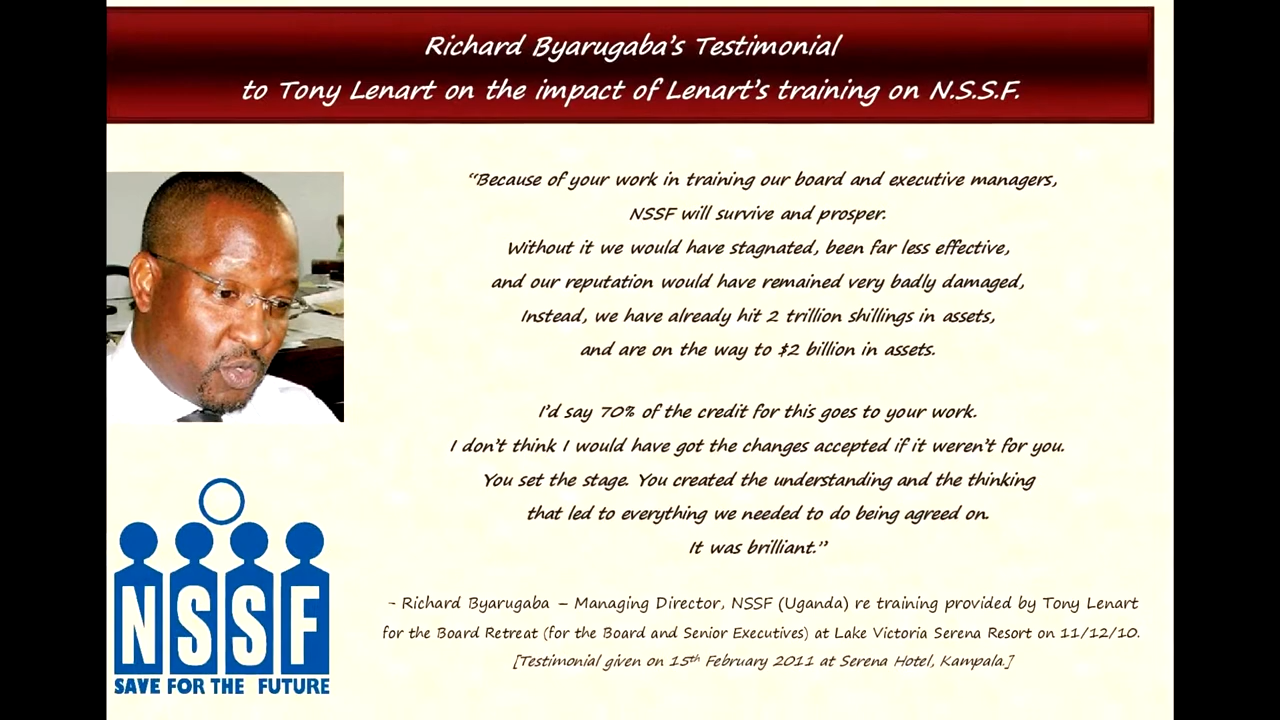 Richard Byarugaba's Testimonial
to Tony Lenart on the impact of Lenart's training on N.S.S.F.
“Because of your work in training our board and executive managers,
NSSF will survive and prosper.
Without it we would have stagnated, been far less effective,
and our reputation would have remained very badly damaged,
Instead, we have already hit 2 trillion shillings in assets,
and are on the way to $2 billion in assets.
I'd say 70% of the credit for this goes to your work.
I don't think I would have got the changes accepted if it weren't for you.
You set the stage. You created the understanding and the thinking
that led to everything we needed to do being agreed on.
It was brilliant.”
- Richard Byarugaba – Managing Director, NSSF (Uganda) re training provided by Tony Lenart
for the Board Retreat (for the Board and Senior Executives) at Lake Victoria Serena Resort on 11/12/10.
[Testimonial given on 15th February 2011 at Serena Hotel, Kampala.]
NSSF
SAVE FOR THE FUTURE